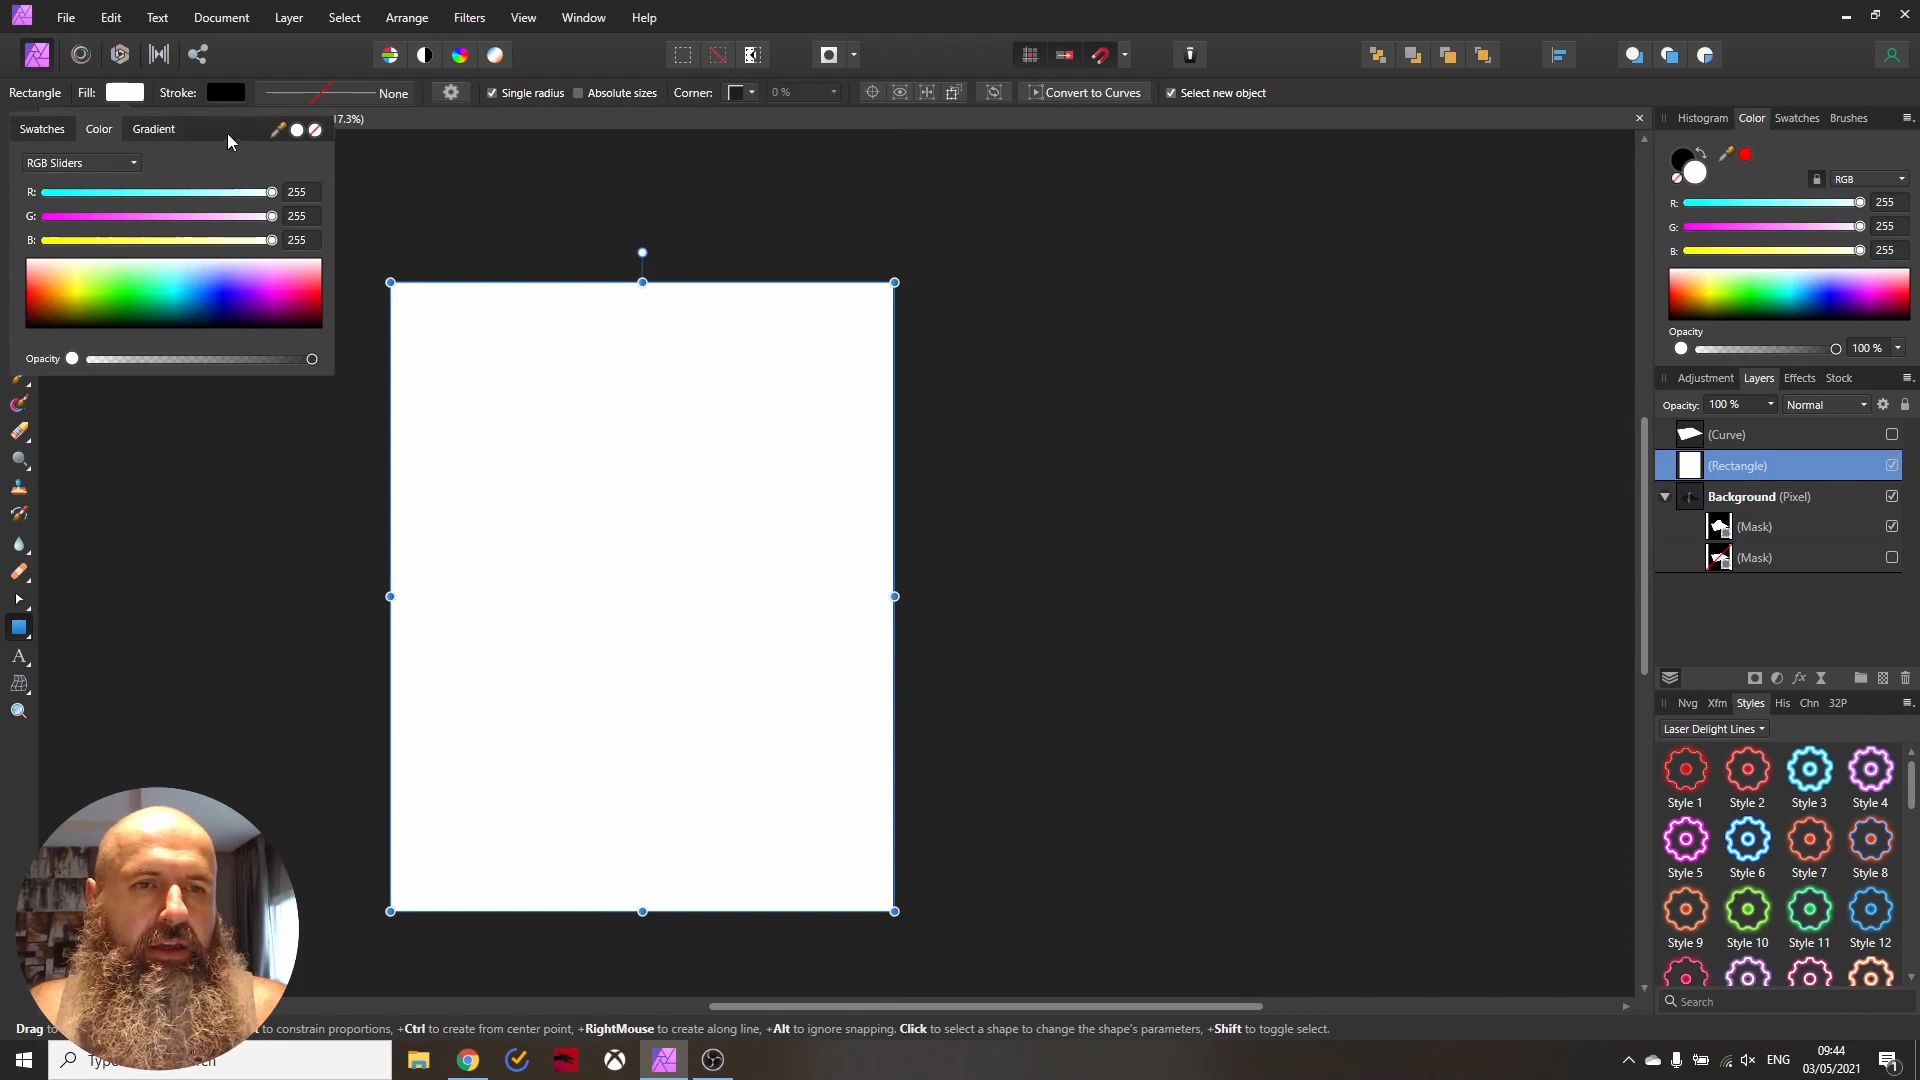 File Edit Text Document Layer Select Arrange Filters View Window Help
Rectangle Fill: Stroke: None Single radius Absolute sizes Corner: 0 % Convert to Curves Select new object
7.3%)
Swatches Color Gradient
RGB Sliders
R: 255
G: 255
B: 255
Opacity
Histogram Color Swatches Brushes
RGB
R: 255
G: 255
B: 255
Opacity
100 %
Adjustment Layers Effects Stock
Opacity: 100 % Normal
(Curve)
(Rectangle)
Background (Pixel)
(Mask)
(Mask)
fx
Nvg Xfm Styles His Chn 32P
Laser Delight Lines
Style 1 Style 2 Style 3 Style 4
Style 5 Style 6 Style 7 Style 8
Style 9 Style 10 Style 11 Style 12
Search
A
Drag to constrain proportions, +Ctrl to create from center point, +RightMouse to create along line, +Alt to ignore snapping. Click to select a shape to change the shape's parameters, +Shift to toggle select.
ENG
09:44
03/05/2021
1